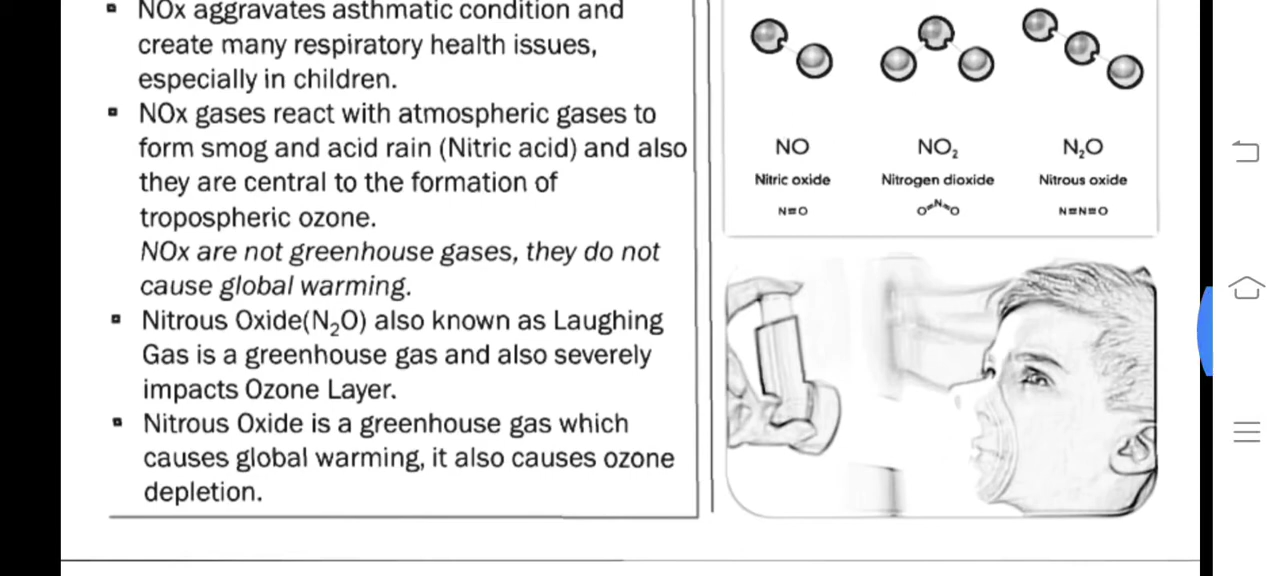 ▪ NOx aggravates asthmatic condition and
create many respiratory health issues,
especially in children.
▪ NOx gases react with atmospheric gases to
form smog and acid rain (Nitric acid) and also
they are central to the formation of
tropospheric ozone.
NOx are not greenhouse gases, they do not
cause global warming.
▪ Nitrous Oxide(N₂O) also known as Laughing
Gas is a greenhouse gas and also severely
impacts Ozone Layer.
▪ Nitrous Oxide is a greenhouse gas which
causes global warming, it also causes ozone
depletion.
NO NO₂ N₂O
Nitric oxide Nitrogen dioxide Nitrous oxide
N=O O=N=O N≡N=O